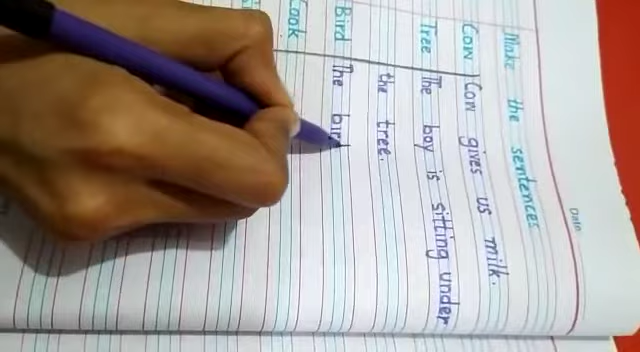 Date
Make the sentences
Cow Cow gives us milk.
Tree The boy is sitting under
the tree.
Bird The bir
Cook